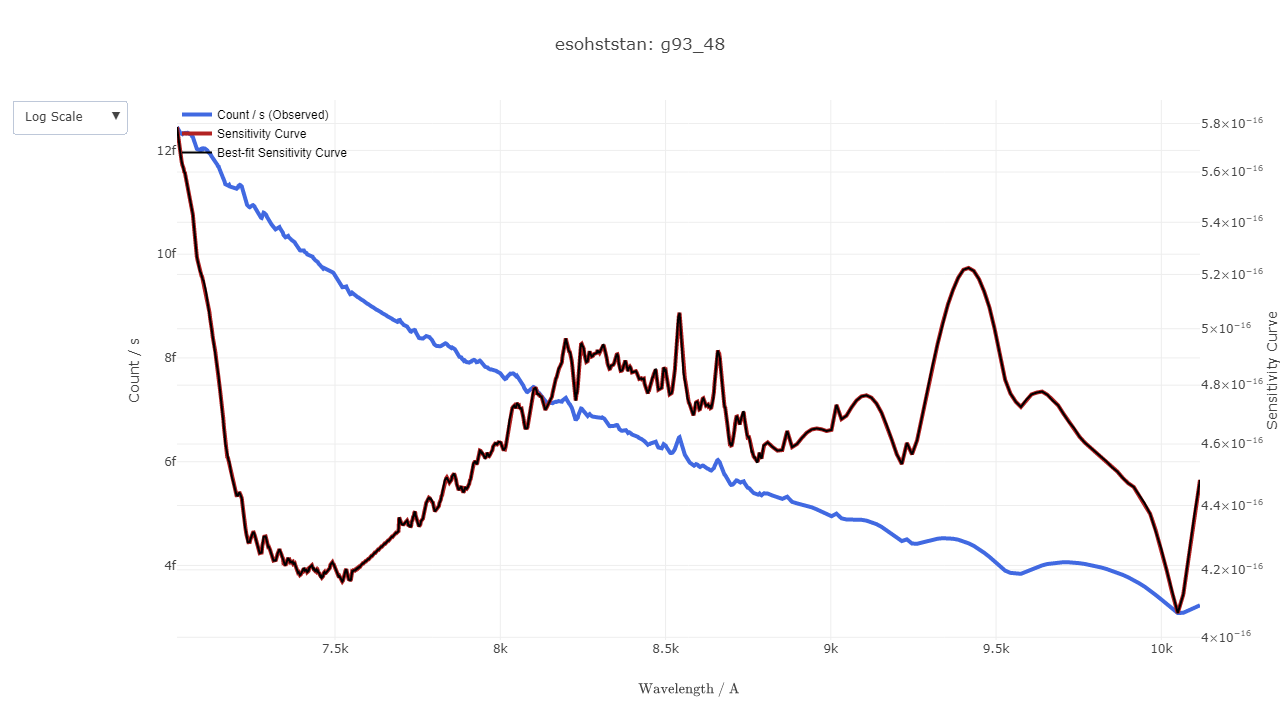 esohststan: g93_48
Log Scale ▼
Count / s (Observed)
Sensitivity Curve
Best-fit Sensitivity Curve
12f
10f
8f
6f
4f
Count / s
5.8×10⁻¹⁶
5.6×10⁻¹⁶
5.4×10⁻¹⁶
5.2×10⁻¹⁶
5×10⁻¹⁶
4.8×10⁻¹⁶
4.6×10⁻¹⁶
4.4×10⁻¹⁶
4.2×10⁻¹⁶
4×10⁻¹⁶
Sensitivity Curve
7.5k 8k 8.5k 9k 9.5k 10k
Wavelength / A